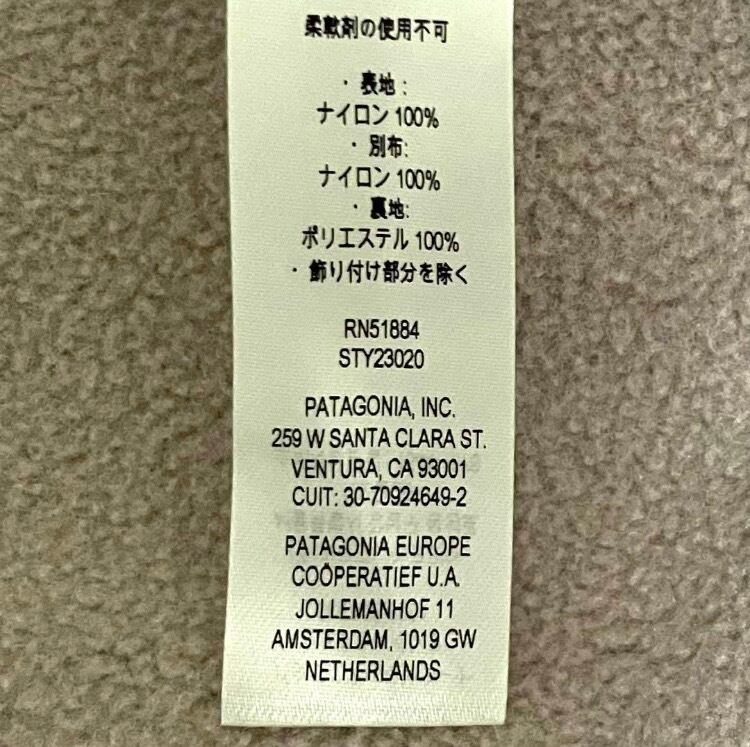 柔軟剤の使用不可
・表地:
ナイロン 100%
・別布:
ナイロン 100%
・裏地:
ポリエステル 100%
・飾り付け部分を除く
RN51884
STY23020
PATAGONIA, INC.
259 W SANTA CLARA ST.
VENTURA, CA 93001
CUIT: 30-70924649-2
PATAGONIA EUROPE
COÖPERATIEF U.A.
JOLLEMANHOF 11
AMSTERDAM, 1019 GW
NETHERLANDS